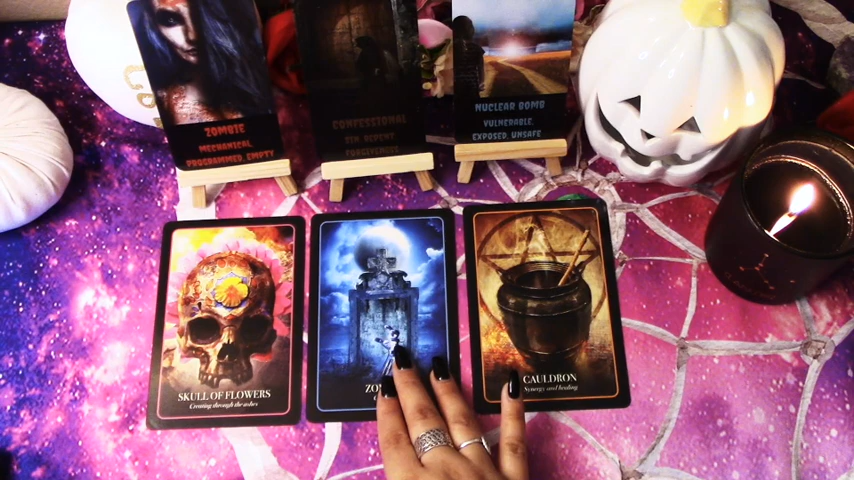 ZOMBIE
MECHANICAL,
PROGRAMMED, EMPTY
CONFESSIONAL
SIN, REPENT
FORGIVENESS
NUCLEAR BOMB
VULNERABLE,
EXPOSED, UNSAFE
SKULL OF FLOWERS
Creating through the ashes
CAULDRON
Synergy and healing